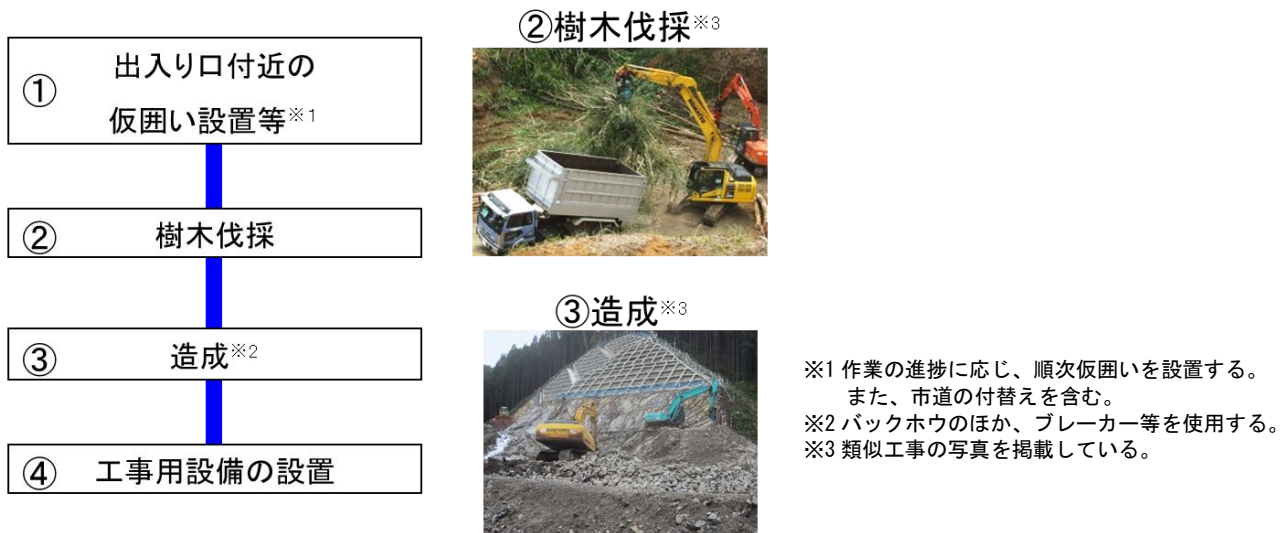 ①
出入り口付近の
仮囲い設置等※1
②
樹木伐採
③
造成※2
④
工事用設備の設置
②樹木伐採※3
③造成※3
※1 作業の進捗に応じ、順次仮囲いを設置する。
また、市道の付替えを含む。
※2 バックホウのほか、ブレーカー等を使用する。
※3 類似工事の写真を掲載している。